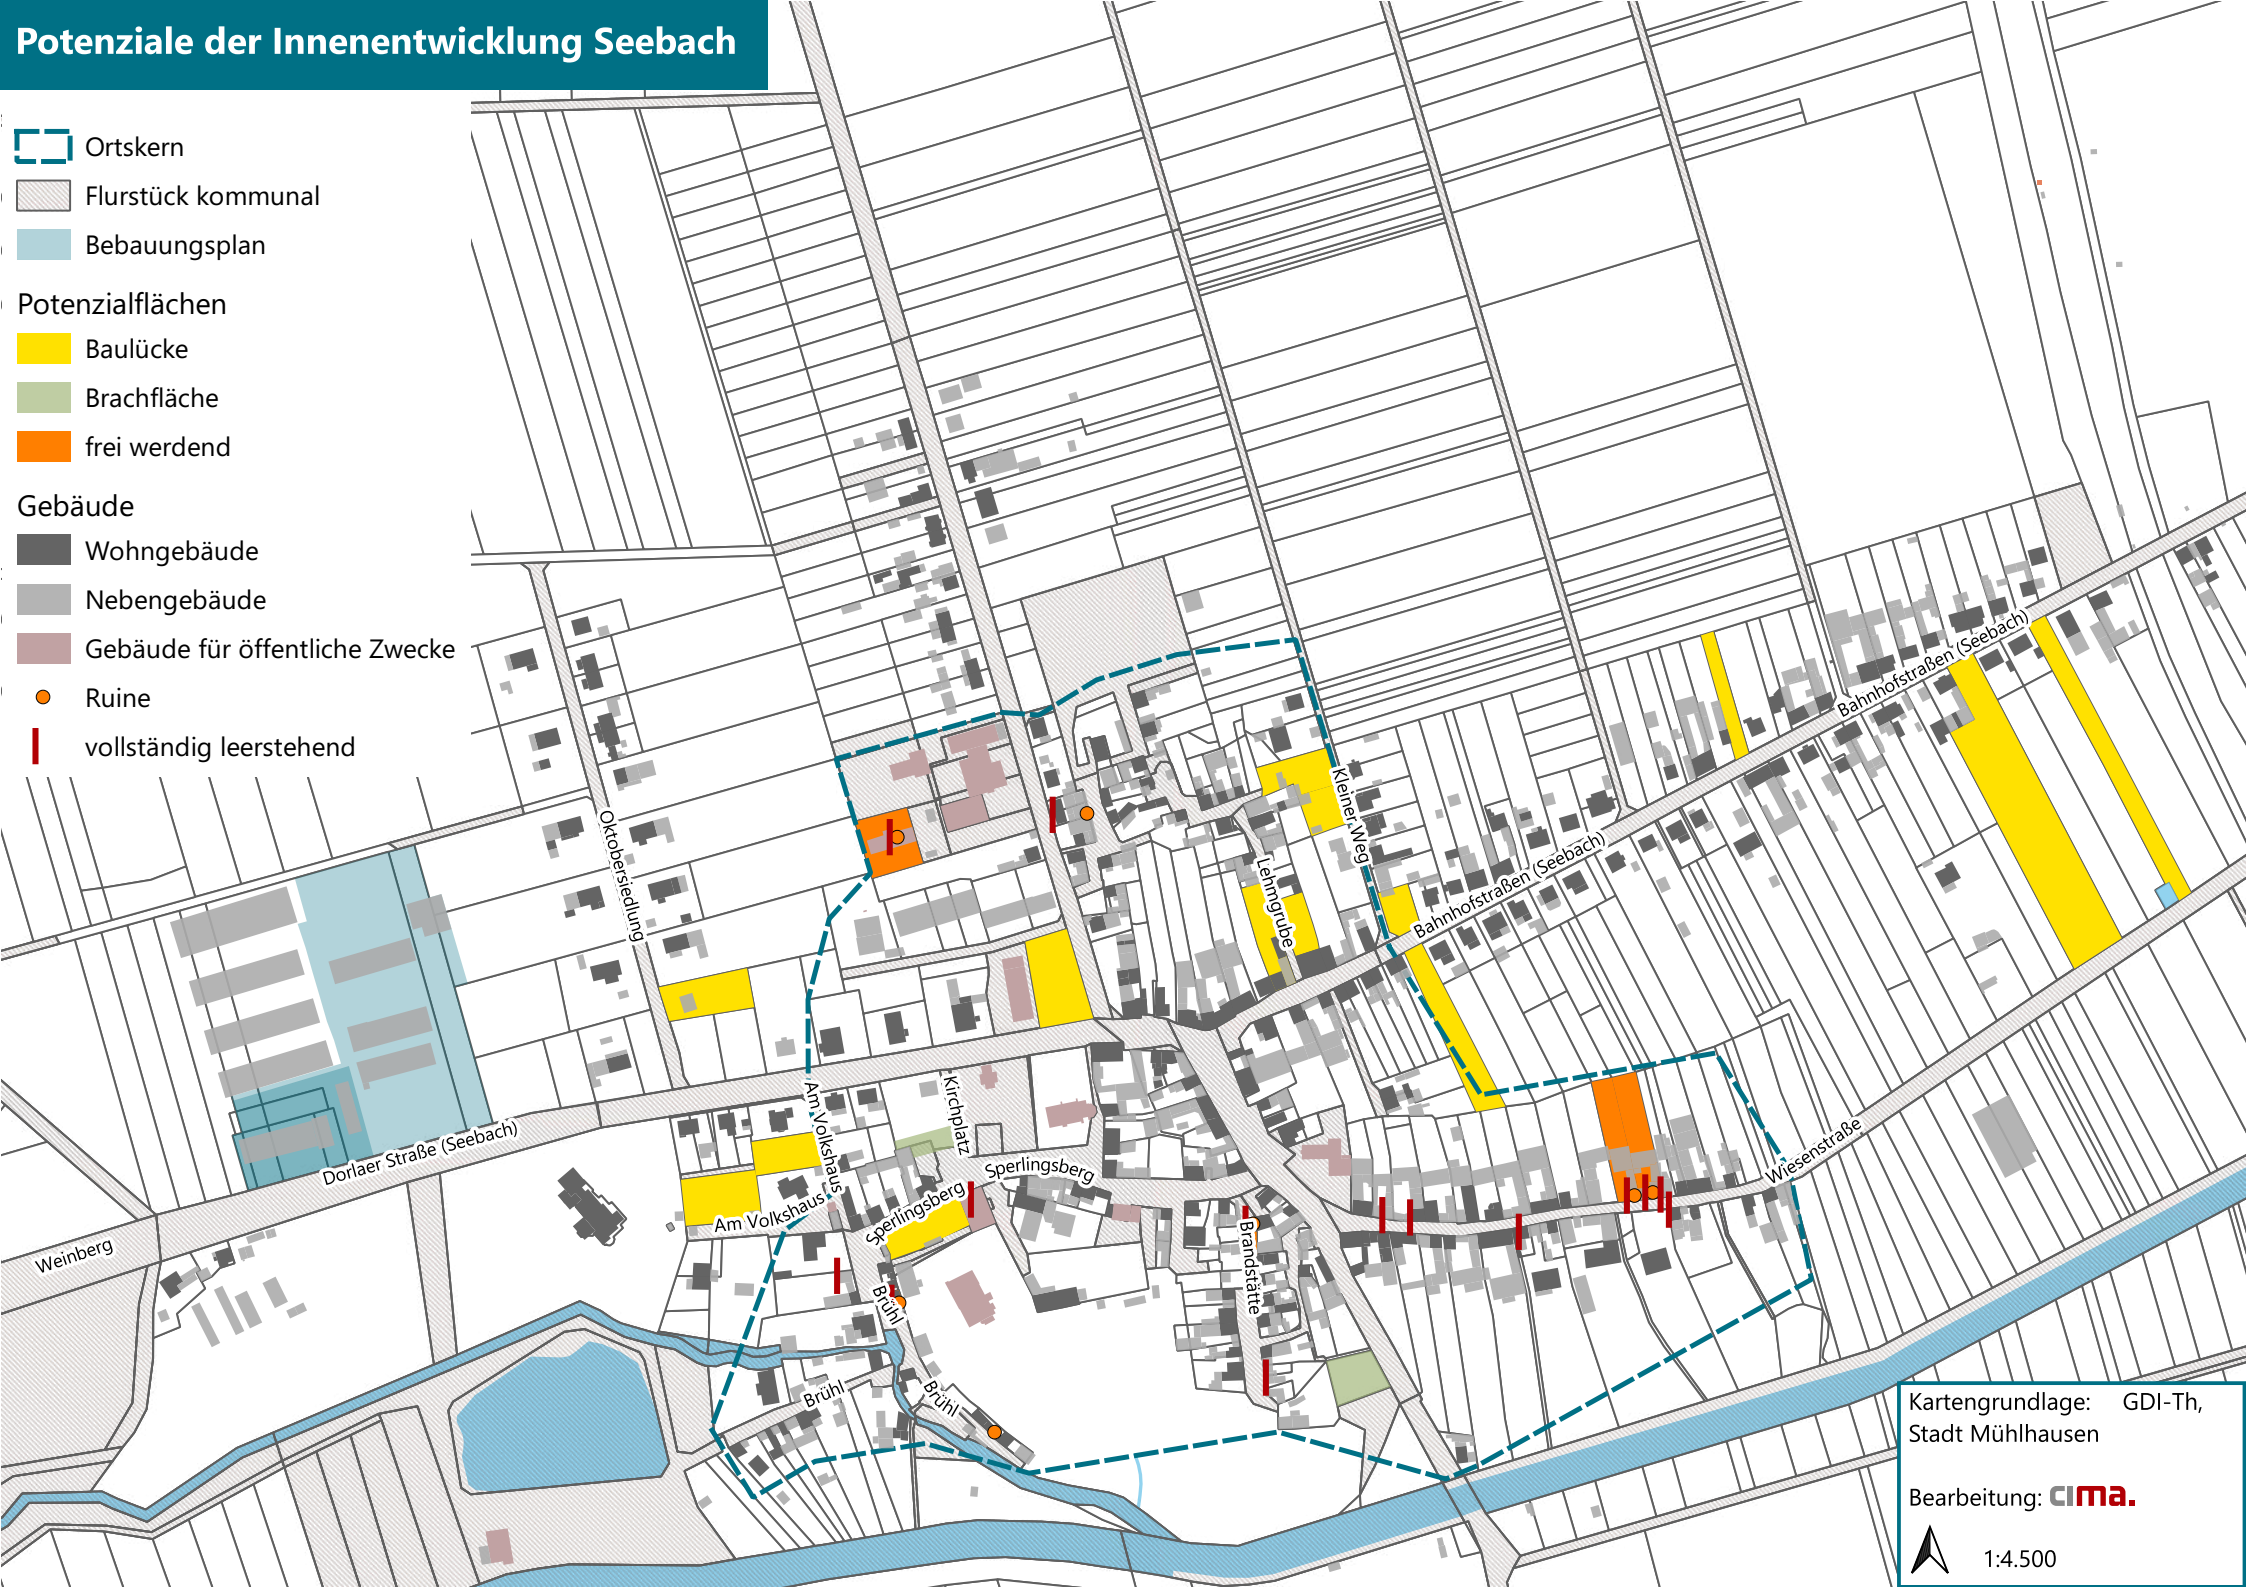 Potenziale der Innenentwicklung Seebach
Ortskern
Flurstück kommunal
Bebauungsplan
Potenzialflächen
Baulücke
Brachfläche
frei werdend
Gebäude
Wohngebäude
Nebengebäude
Gebäude für öffentliche Zwecke
Ruine
vollständig leerstehend
Bahnhofstraßen (Seebach)
Kleiner Weg
Oktobersiedlung
Lehmgrube
Bahnhofstraßen (Seebach)
Kirchplatz
Am Volkshaus
Dorlaer Straße (Seebach)
Sperlingsberg
Wiesenstraße
Am Volkshaus
Sperlingsberg
Weinberg
Brandstätte
Brühl
Brühl
Brühl
Kartengrundlage: GDI-Th,
Stadt Mühlhausen
Bearbeitung: cima.
1:4.500